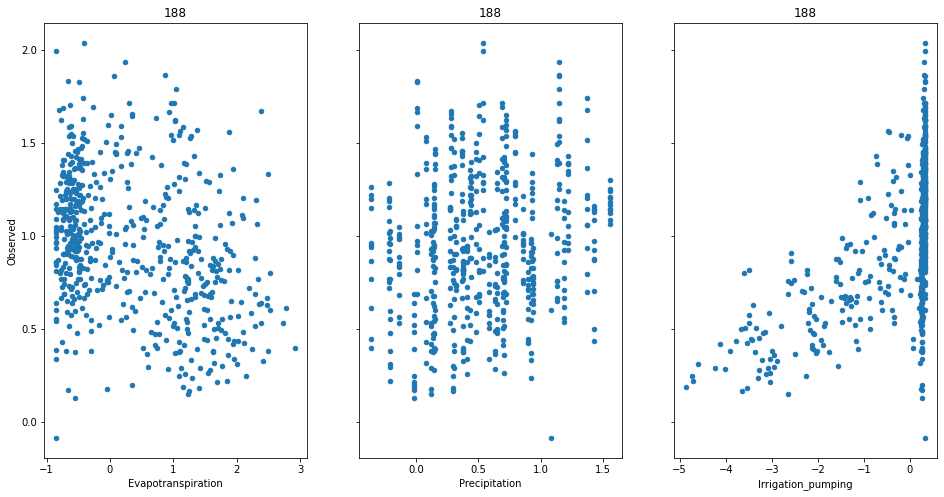 188
188
188
2.0
1.5
1.0
0.5
0.0
Observed
−1 0 1 2 3
0.0 0.5 1.0 1.5
−5 −4 −3 −2 −1 0
Evapotranspiration
Precipitation
Irrigation_pumping